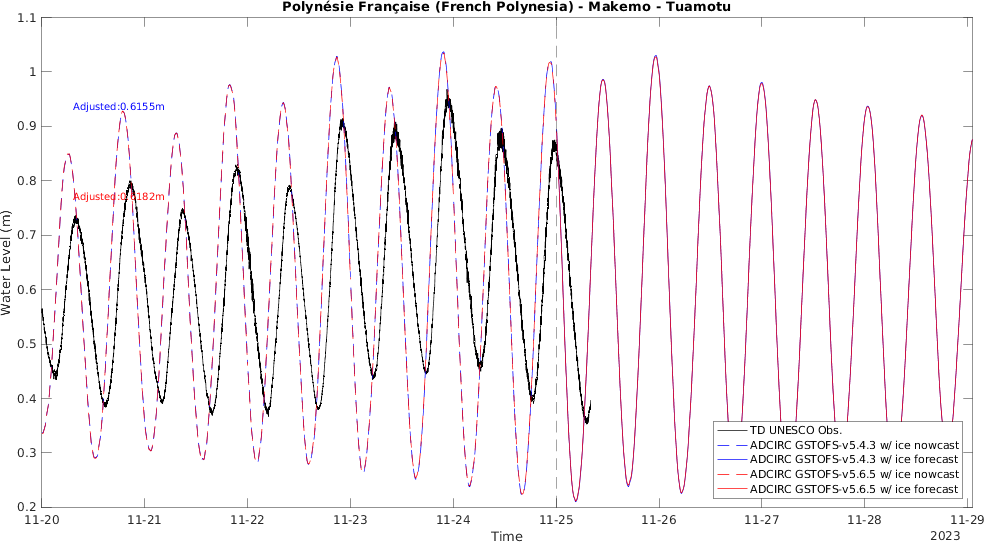 Polynésie Française (French Polynesia) - Makemo - Tuamotu
1.1
1
0.9
0.8
0.7
0.6
0.5
0.4
0.3
0.2
Water Level (m)
Adjusted:0.6155m
Adjusted:0.6182m
TD UNESCO Obs.
ADCIRC GSTOFS-v5.4.3 w/ ice nowcast
ADCIRC GSTOFS-v5.4.3 w/ ice forecast
ADCIRC GSTOFS-v5.6.5 w/ ice nowcast
ADCIRC GSTOFS-v5.6.5 w/ ice forecast
11-20 11-21 11-22 11-23 11-24 11-25 11-26 11-27 11-28 11-29
Time
2023